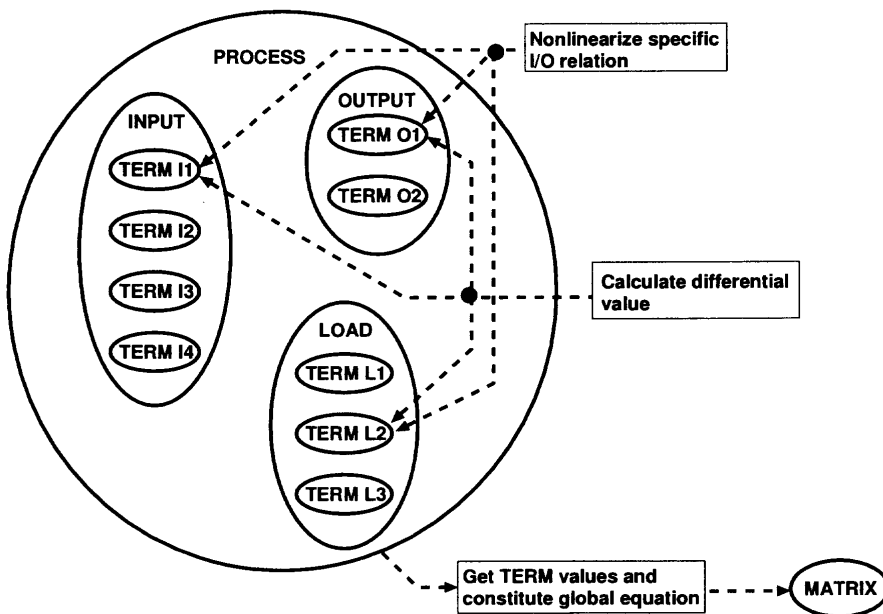 PROCESS
Nonlinearize specific
I/O relation
INPUT
TERM I1
TERM I2
TERM I3
TERM I4
OUTPUT
TERM O1
TERM O2
Calculate differential
value
LOAD
TERM L1
TERM L2
TERM L3
Get TERM values and
constitute global equation
MATRIX